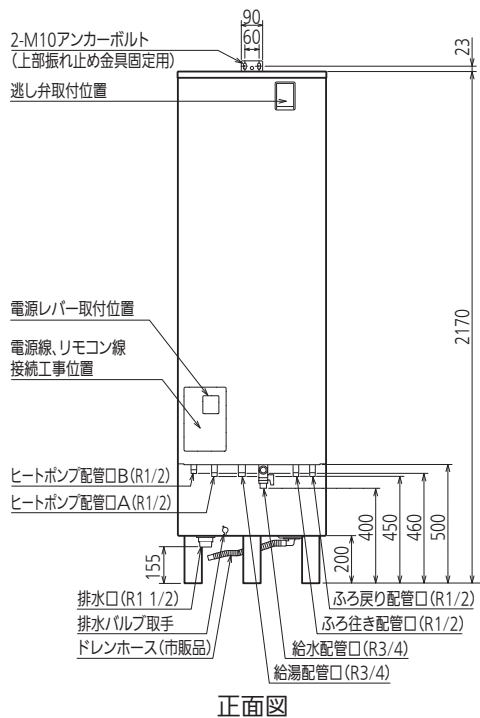 90
60
23
2-M10アンカーボルト
(上部振れ止め金具固定用)
逃し弁取付位置
2170
電源レバー取付位置
電源線、リモコン線
接続工事位置
ヒートポンプ配管口B(R1/2)
ヒートポンプ配管口A(R1/2)
155
200
400
450
460
500
排水口(R1 1/2)
排水バルブ取手
ドレンホース(市販品)
ふろ戻り配管口(R1/2)
ふろ往き配管口(R1/2)
給水配管口(R3/4)
給湯配管口(R3/4)
正面図